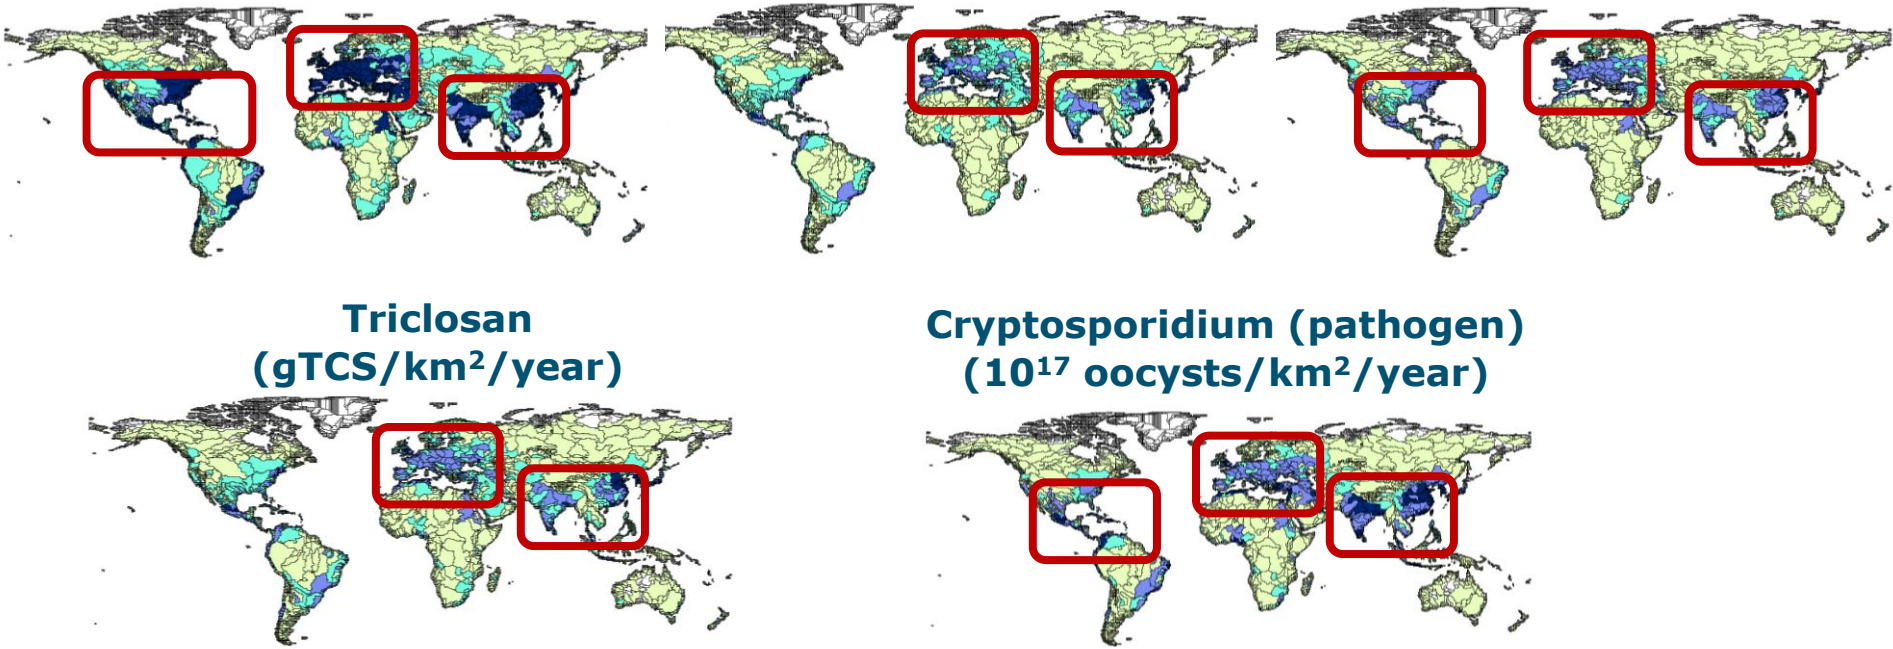 Triclosan
(gTCS/km²/year)
Cryptosporidium (pathogen)
(10¹⁷ oocysts/km²/year)